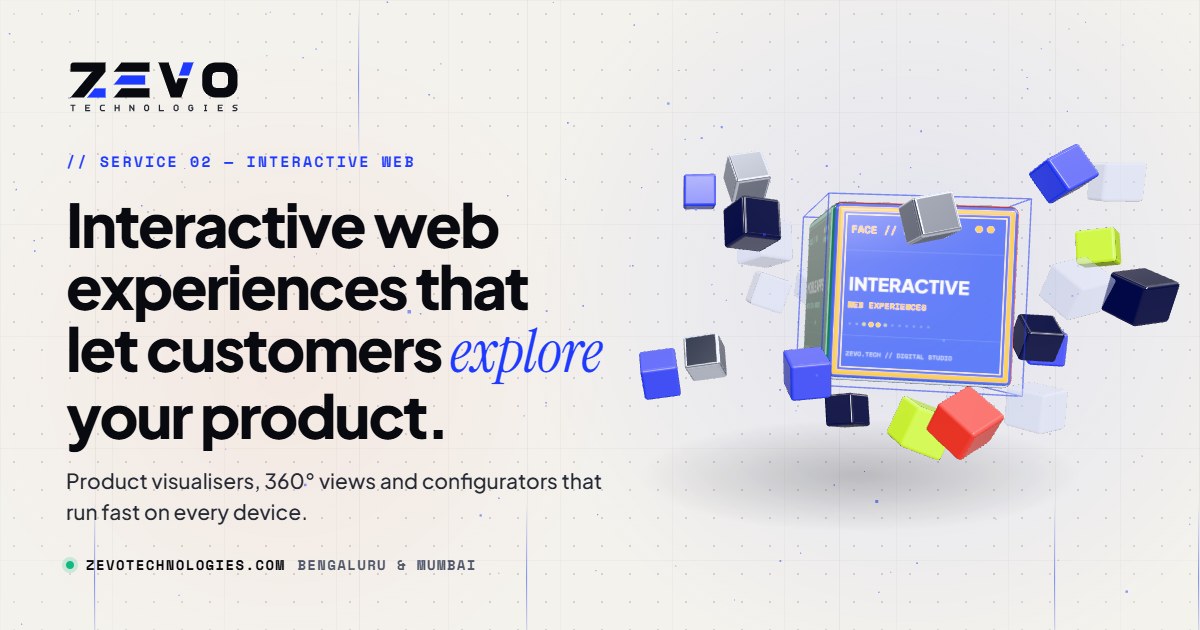 ZEVO
TECHNOLOGIES
// SERVICE 02 — INTERACTIVE WEB
Interactive web
experiences that
let customers explore
your product.
Product visualisers, 360° views and configurators that
run fast on every device.
ZEVOTECHNOLOGIES.COM BENGALURU & MUMBAI
FACE //
INTERACTIVE
WEB EXPERIENCES
ZEVO.TECH // DIGITAL STUDIO